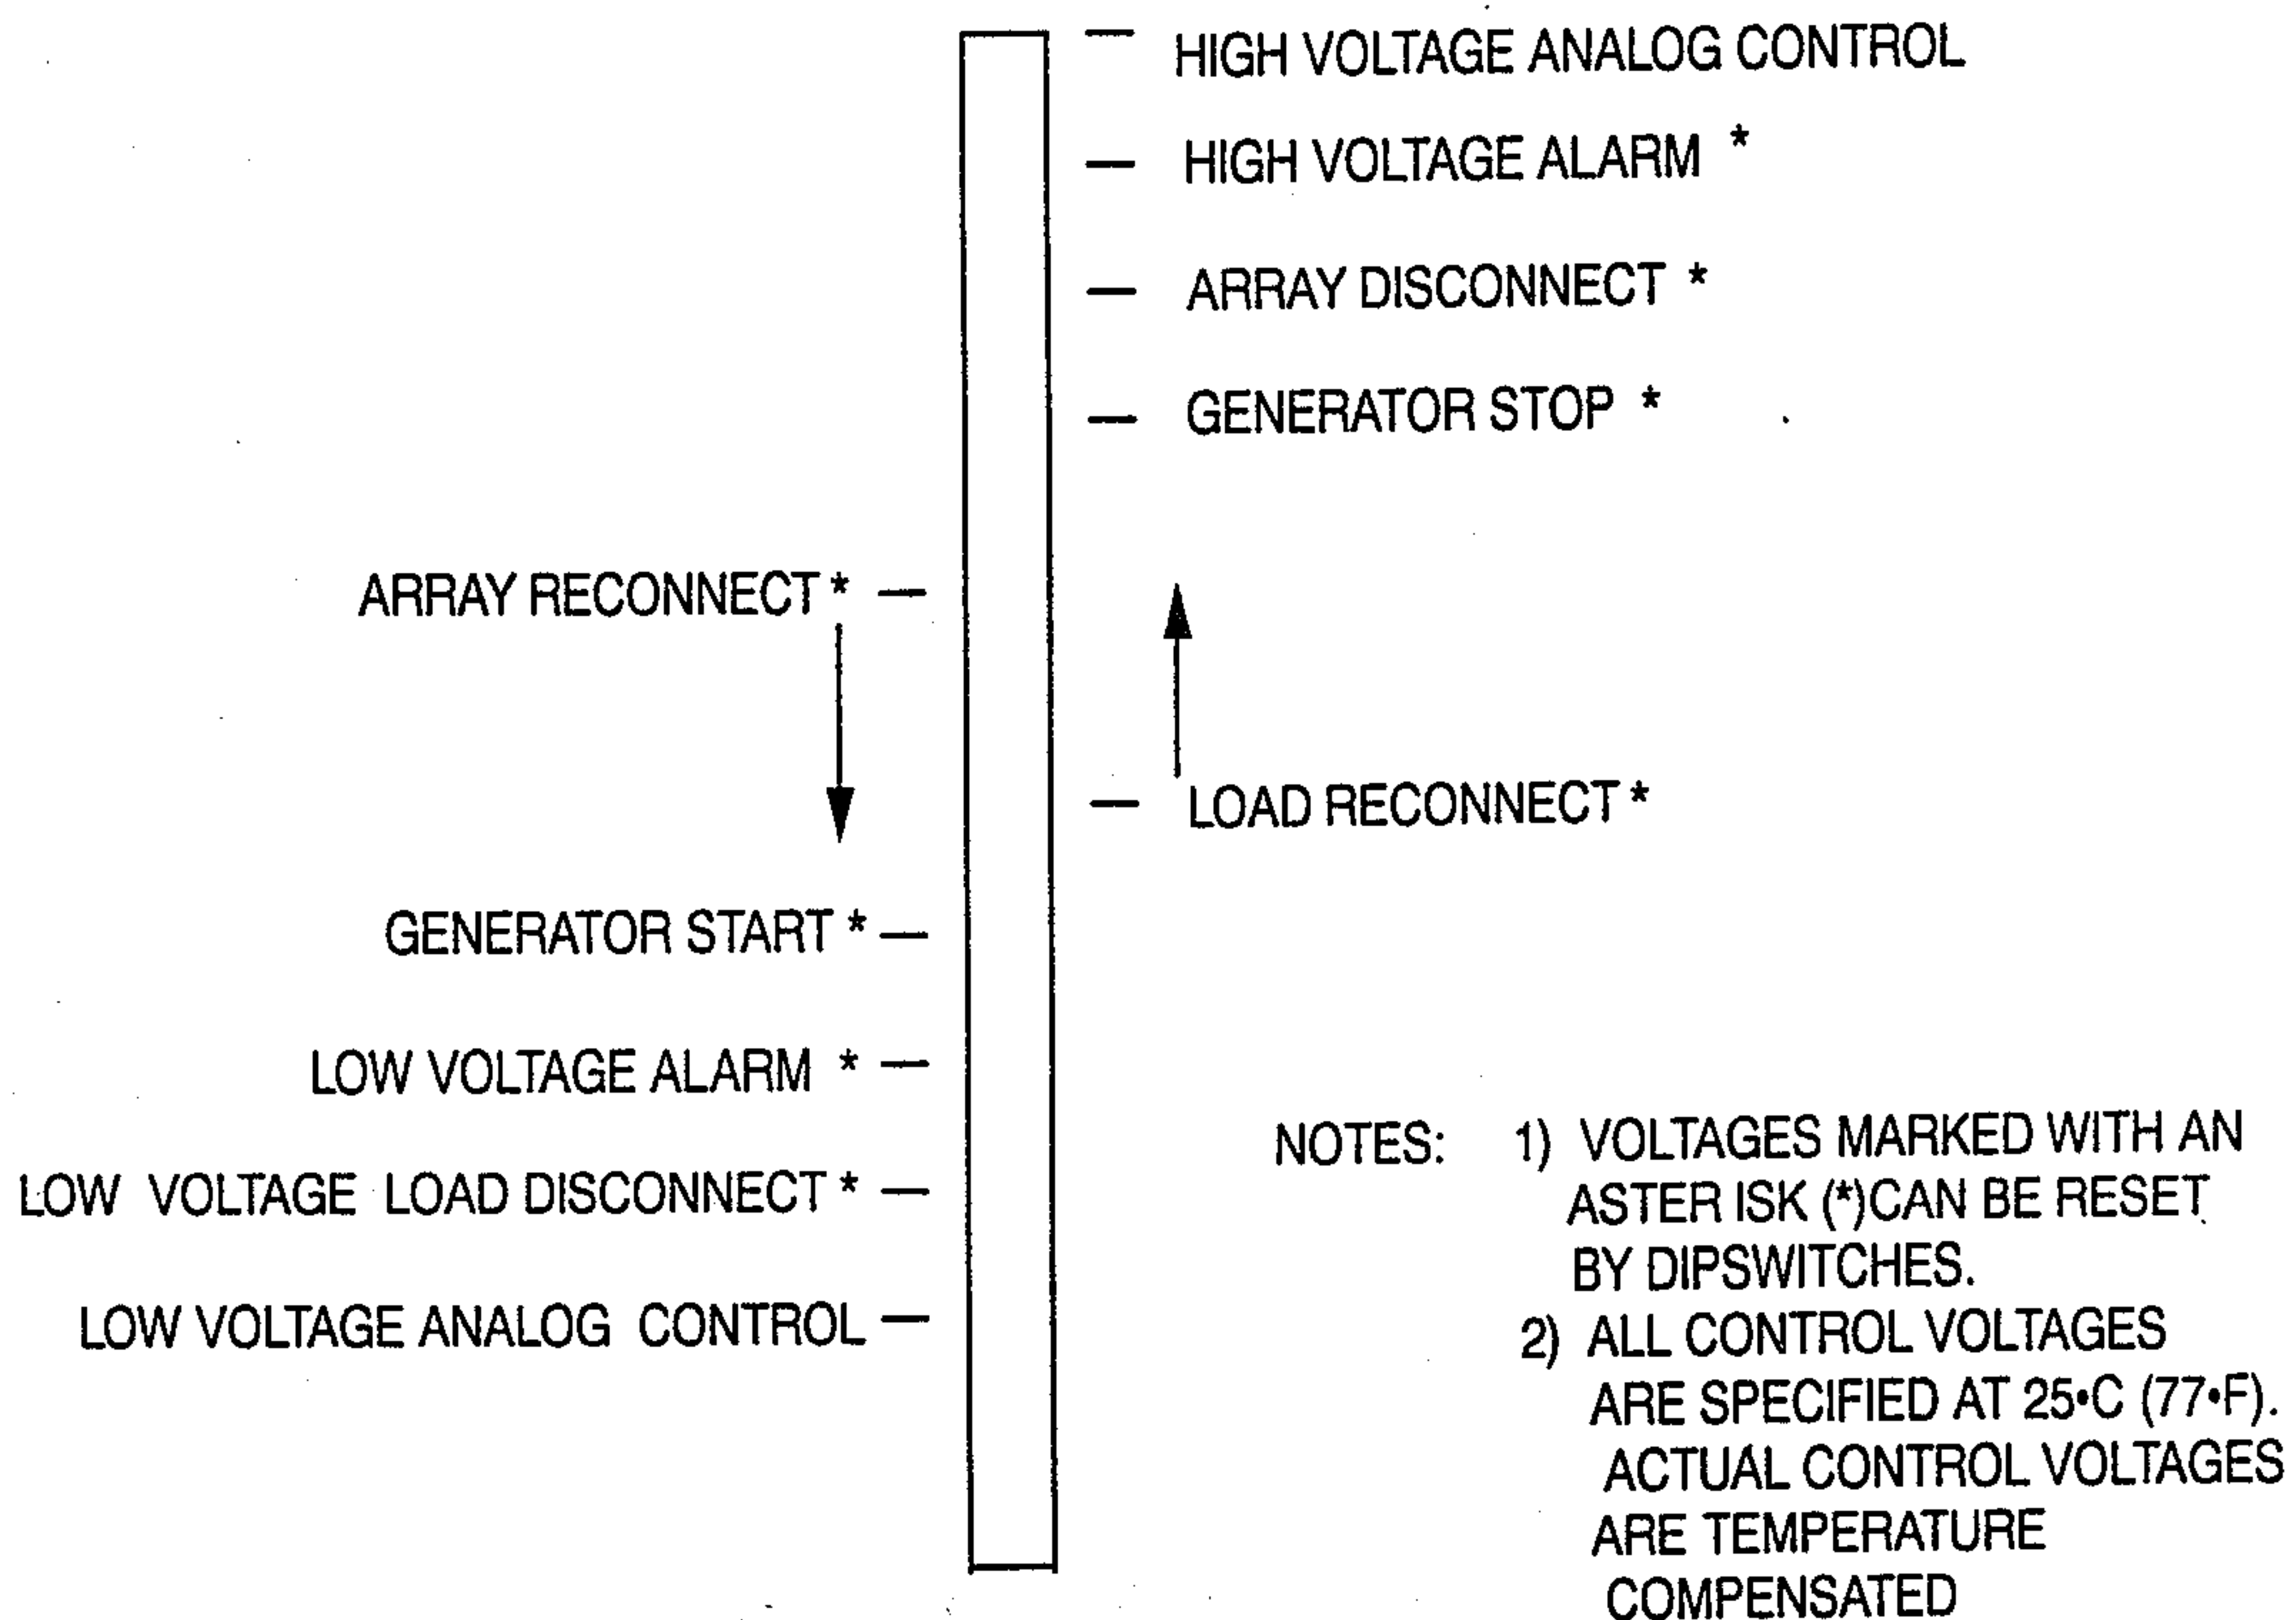 HIGH VOLTAGE ANALOG CONTROL
HIGH VOLTAGE ALARM *
ARRAY DISCONNECT *
GENERATOR STOP *
ARRAY RECONNECT *
LOAD RECONNECT *
GENERATOR START *
LOW VOLTAGE ALARM *
LOW VOLTAGE LOAD DISCONNECT *
LOW VOLTAGE ANALOG CONTROL
NOTES: 1) VOLTAGES MARKED WITH AN
ASTER ISK (*)CAN BE RESET
BY DIPSWITCHES.
2) ALL CONTROL VOLTAGES
ARE SPECIFIED AT 25•C (77•F).
ACTUAL CONTROL VOLTAGES
ARE TEMPERATURE
COMPENSATED